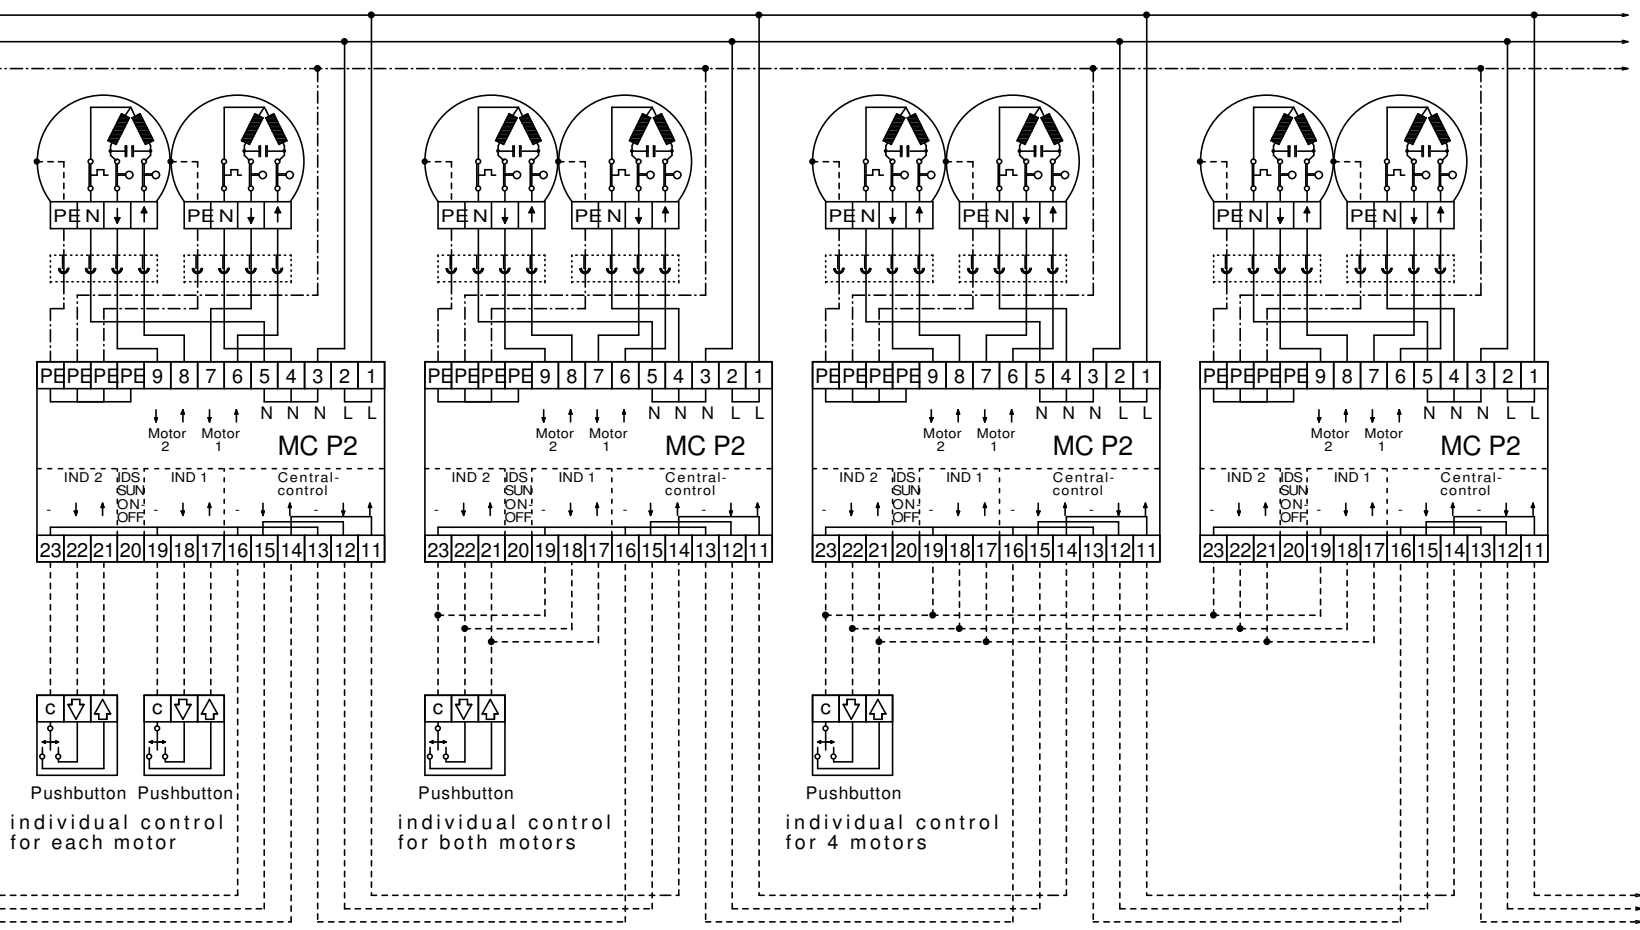 PE N PE N PE N PE N PE N PE N PE N PE N
PE PE PE PE 9 8 7 6 5 4 3 2 1 PE PE PE PE 9 8 7 6 5 4 3 2 1 PE PE PE PE 9 8 7 6 5 4 3 2 1 PE PE PE PE 9 8 7 6 5 4 3 2 1
N N N L L N N N L L N N N L L N N N L L
Motor Motor Motor Motor Motor Motor Motor Motor
2 1 2 1 2 1 2 1
MC P2 MC P2 MC P2 MC P2
IND 2 IDS IND 1 Central- IND 2 IDS IND 1 Central- IND 2 IDS IND 1 Central- IND 2 IDS IND 1 Central-
SUN control SUN control SUN control SUN control
ON- ON- ON- ON-
OFF OFF OFF OFF
23 22 21 20 19 18 17 16 15 14 13 12 11 23 22 21 20 19 18 17 16 15 14 13 12 11 23 22 21 20 19 18 17 16 15 14 13 12 11 23 22 21 20 19 18 17 16 15 14 13 12 11
c c c c
Pushbutton Pushbutton Pushbutton Pushbutton
individual control individual control individual control
for each motor for both motors for 4 motors